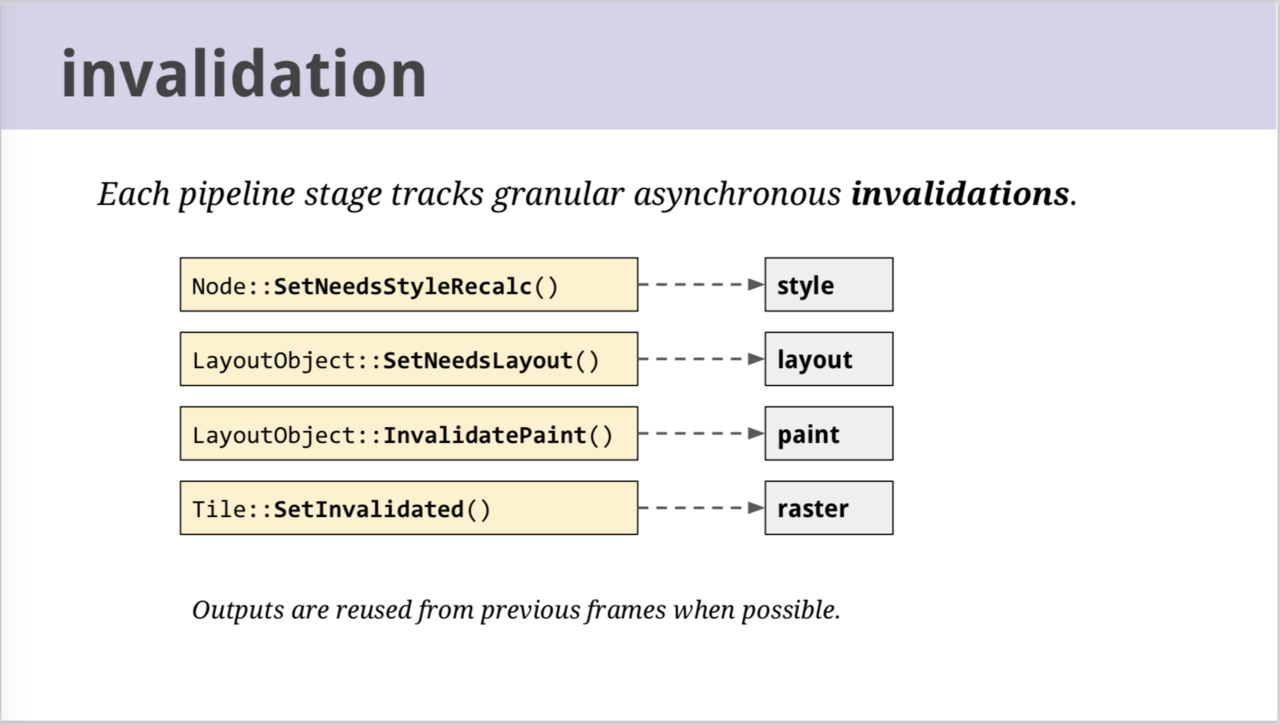 invalidation
Each pipeline stage tracks granular asynchronous invalidations.
Node::SetNeedsStyleRecalc() style
LayoutObject::SetNeedsLayout() layout
LayoutObject::InvalidatePaint() paint
Tile::SetInvalidated() raster
Outputs are reused from previous frames when possible.